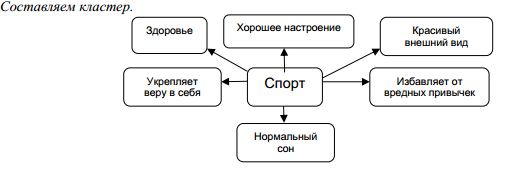 Составляем кластер.
Здоровье
Хорошее настроение
Красивый
внешний вид
Укрепляет
веру в себя
Спорт
Избавляет от
вредных привычек
Нормальный
сон